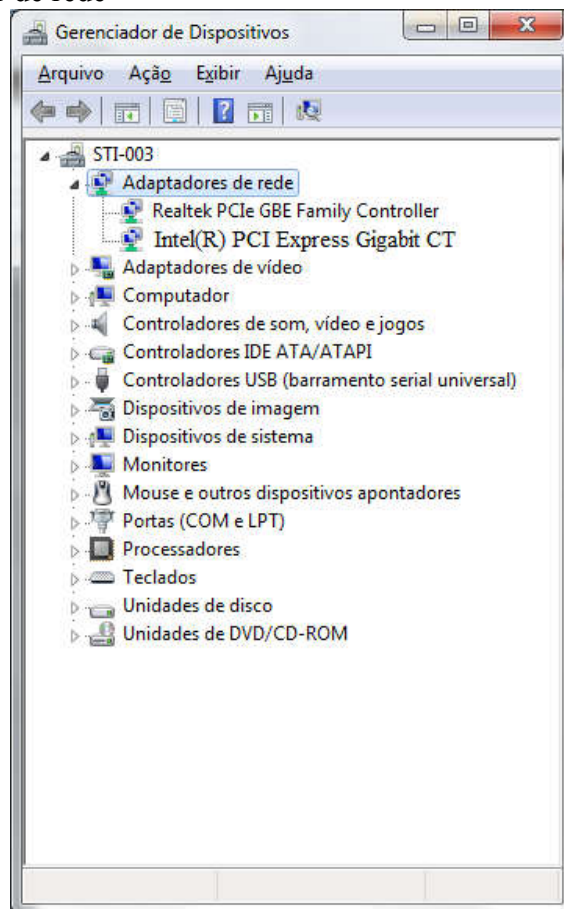 Gerenciador de Dispositivos
Arquivo Ação Exibir Ajuda
STI-003
Adaptadores de rede
Realtek PCIe GBE Family Controller
Intel(R) PCI Express Gigabit CT
Adaptadores de vídeo
Computador
Controladores de som, vídeo e jogos
Controladores IDE ATA/ATAPI
Controladores USB (barramento serial universal)
Dispositivos de imagem
Dispositivos de sistema
Monitores
Mouse e outros dispositivos apontadores
Portas (COM e LPT)
Processadores
Teclados
Unidades de disco
Unidades de DVD/CD-ROM